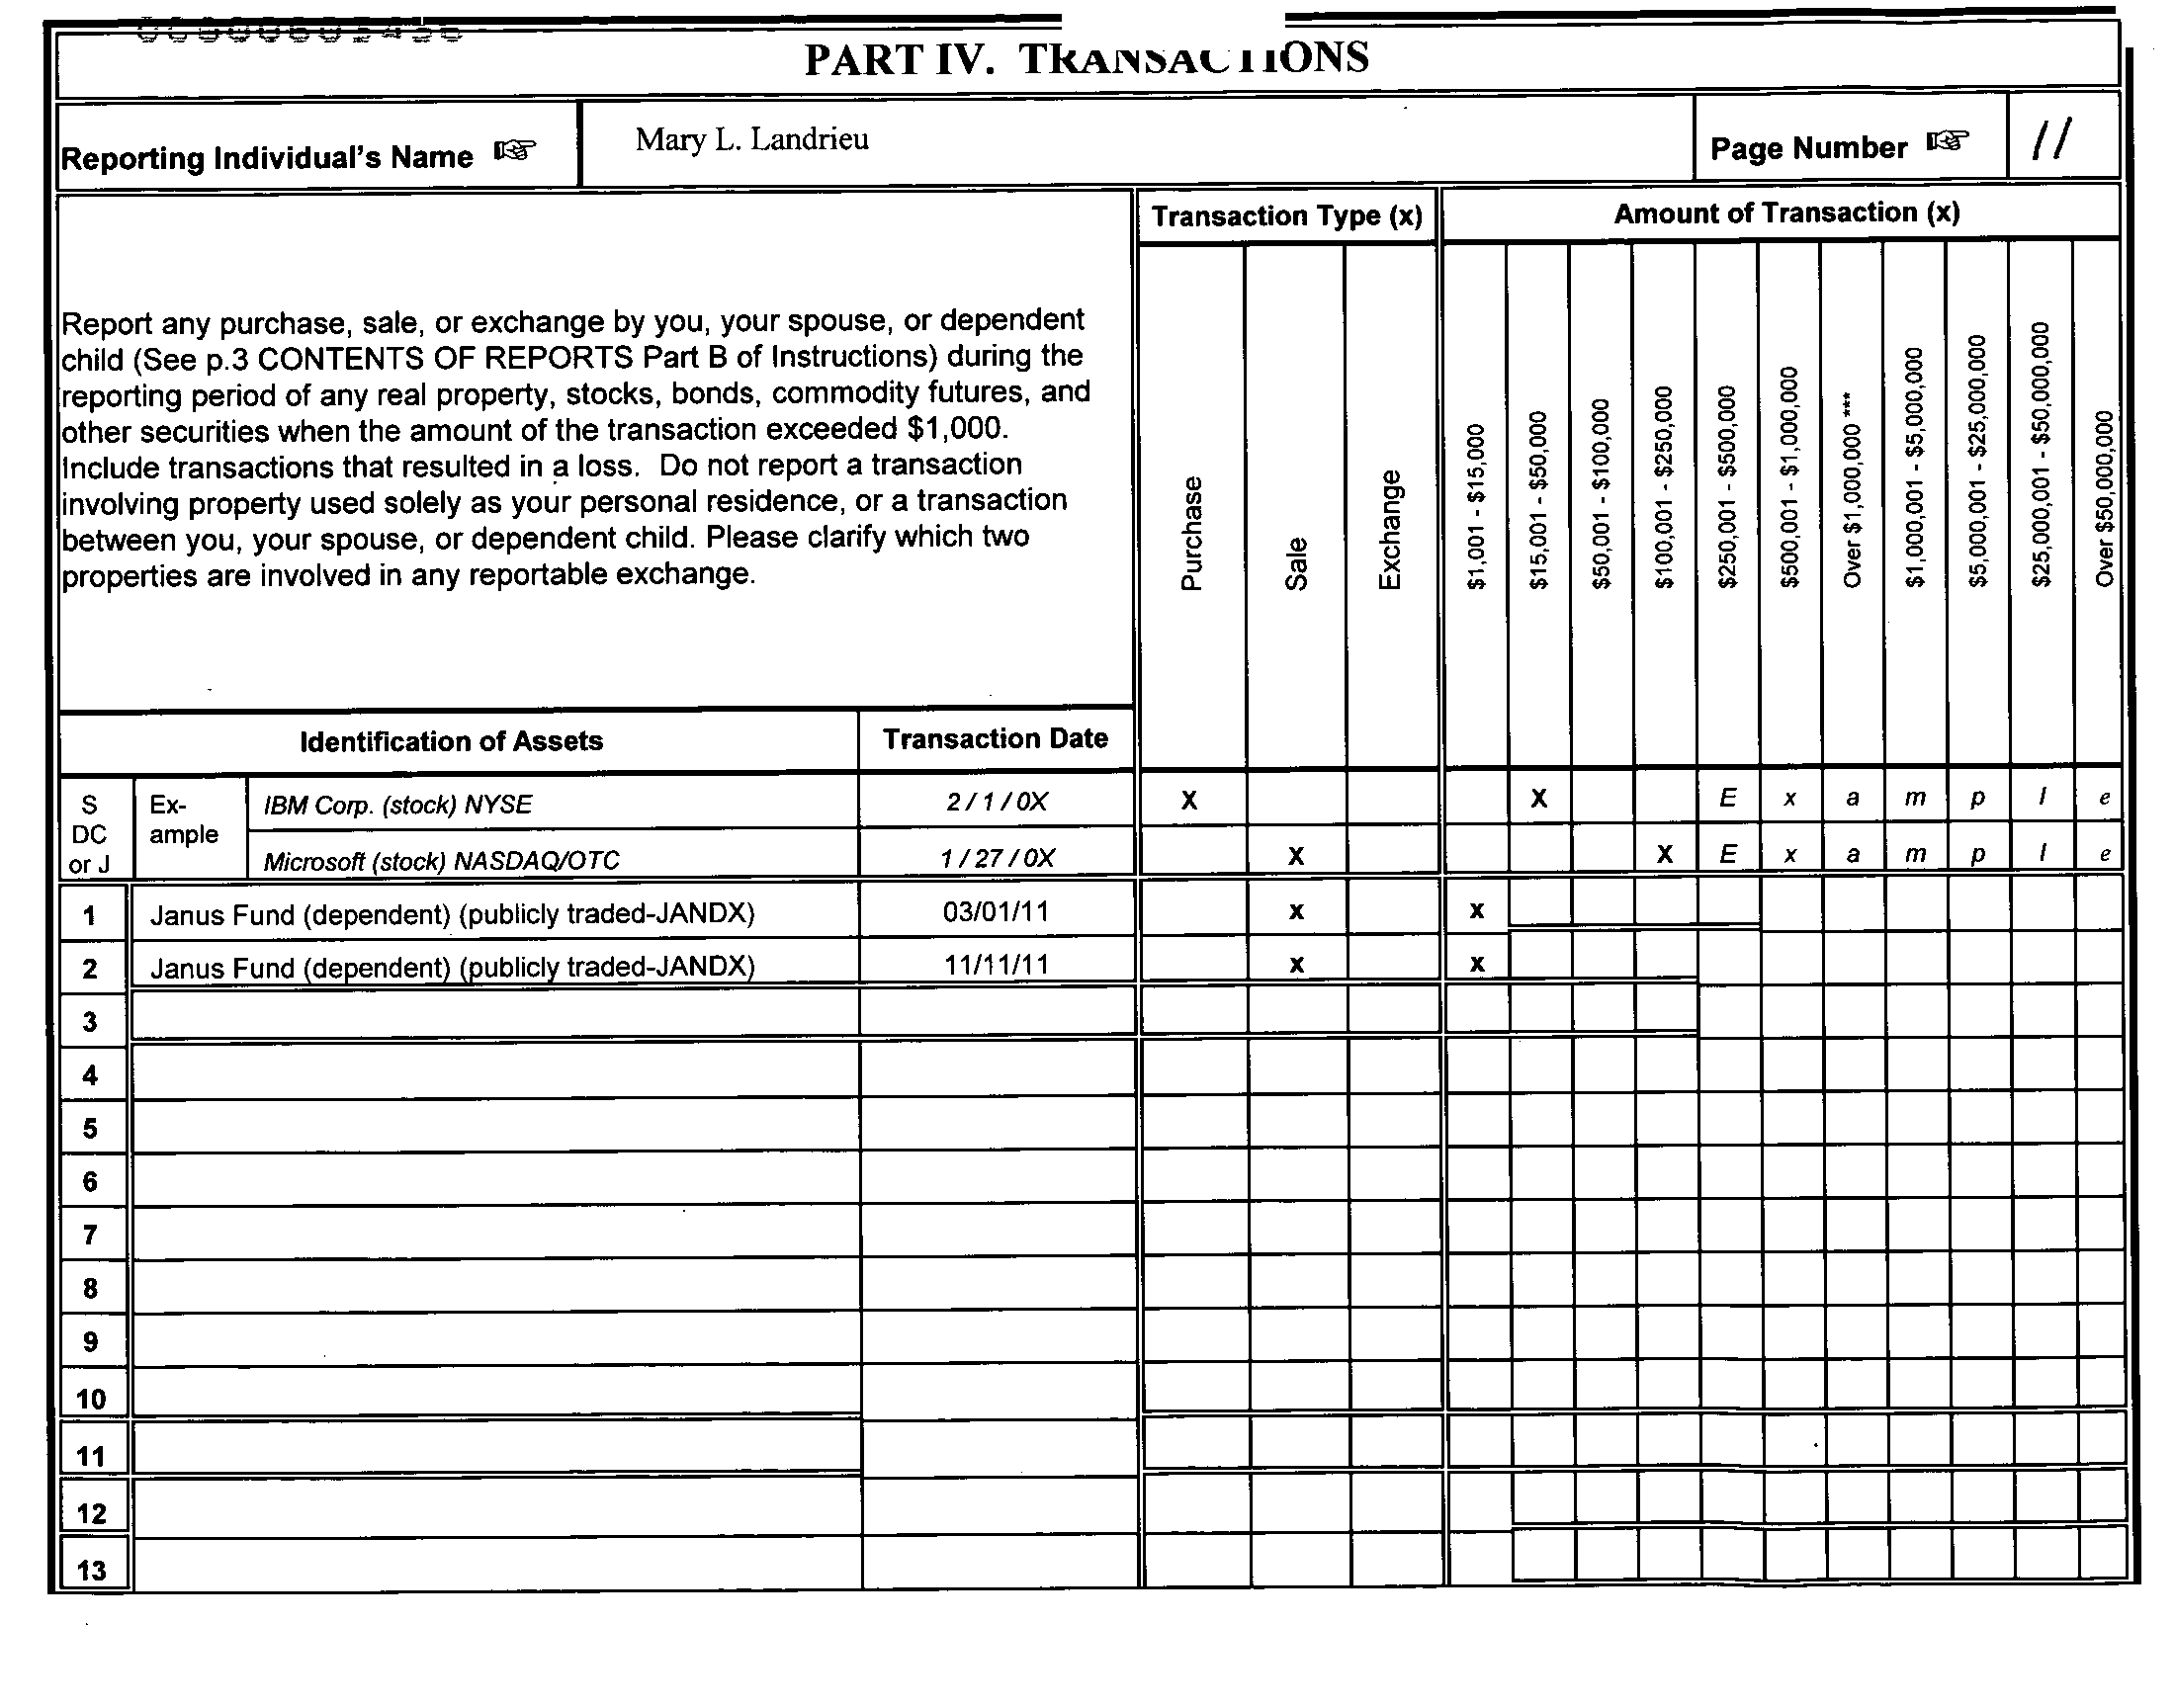 PART IV. TRANSACTIONS
Reporting Individual's Name ☞ Mary L. Landrieu Page Number ☞ 11
Transaction Type (x) Amount of Transaction (x)
Report any purchase, sale, or exchange by you, your spouse, or dependent
child (See p.3 CONTENTS OF REPORTS Part B of Instructions) during the
reporting period of any real property, stocks, bonds, commodity futures, and
other securities when the amount of the transaction exceeded $1,000.
Include transactions that resulted in a loss. Do not report a transaction
involving property used solely as your personal residence, or a transaction
between you, your spouse, or dependent child. Please clarify which two
properties are involved in any reportable exchange.
Purchase
Sale
Exchange
$1,001 - $15,000
$15,001 - $50,000
$50,001 - $100,000
$100,001 - $250,000
$250,001 - $500,000
$500,001 - $1,000,000
Over $1,000,000 ***
$1,000,001 - $5,000,000
$5,000,001 - $25,000,000
$25,000,001 - $50,000,000
Over $50,000,000
Identification of Assets Transaction Date
S
DC
or J
Ex-
ample
IBM Corp. (stock) NYSE 2 / 1 / 0X X X E x a m p l e
Microsoft (stock) NASDAQ/OTC 1 / 27 / 0X X X E x a m p l e
1 Janus Fund (dependent) (publicly traded-JANDX) 03/01/11 x x
2 Janus Fund (dependent) (publicly traded-JANDX) 11/11/11 x x
3
4
5
6
7
8
9
10
11
12
13